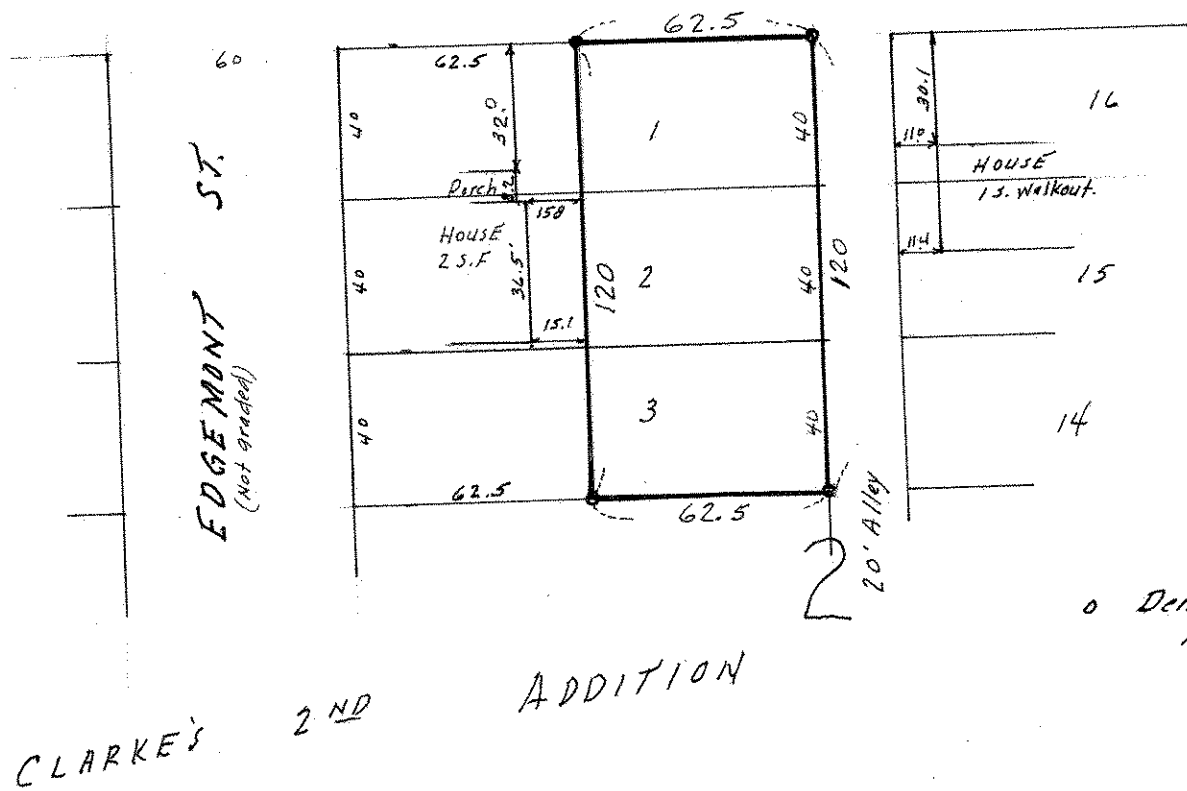 62.5
60
62.5
32.0
40
1
40
30.1
16
11.0
HOUSE
1 S. Walkout.
Porch
15.8
HOUSE
2 S.F
36.5'
40
120
2
40
120
11.4
15
15.1
EDGEMONT ST.
(Not graded)
40
3
40
14
62.5
62.5
20' Alley
2
o
CLARKE'S 2ND ADDITION